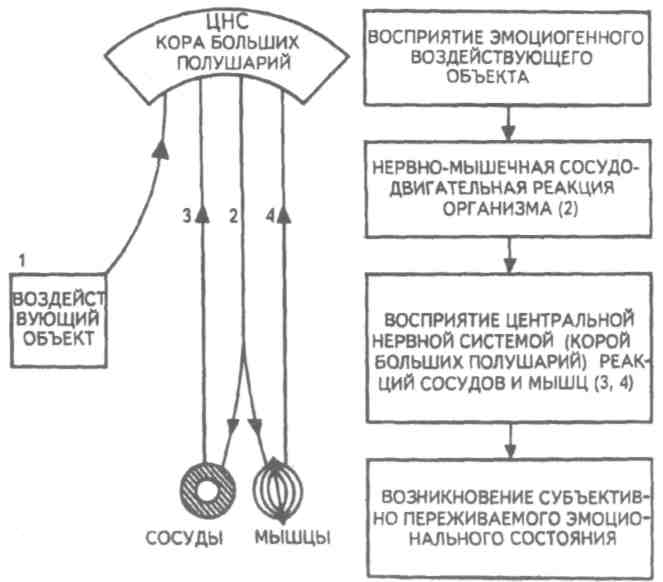 ЦНС
КОРА БОЛЬШИХ
ПОЛУШАРИЙ
3
2
4
1
ВОЗДЕЙСТ
ВУЮЩИЙ
ОБЪЕКТ
СОСУДЫ
МЫШЦЫ
ВОСПРИЯТИЕ ЭМОЦИОГЕННОГО
ВОЗДЕЙСТВУЮЩЕГО
ОБЪЕКТА
НЕРВНО-МЫШЕЧНАЯ СОСУДО-
ДВИГАТЕЛЬНАЯ РЕАКЦИЯ
ОРГАНИЗМА (2)
ВОСПРИЯТИЕ ЦЕНТРАЛЬНОЙ
НЕРВНОЙ СИСТЕМОЙ (КОРОЙ
БОЛЬШИХ ПОЛУШАРИЙ) РЕАК-
ЦИЙ СОСУДОВ И МЫШЦ (3, 4)
ВОЗНИКНОВЕНИЕ СУБЪЕКТИВ-
НО ПЕРЕЖИВАЕМОГО ЭМОЦИО-
НАЛЬНОГО СОСТОЯНИЯ